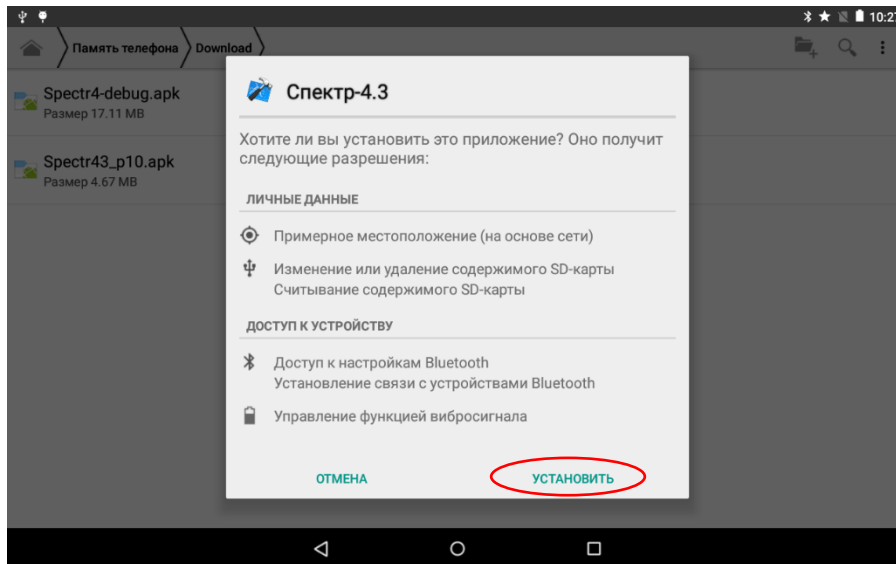 10:27
Память телефона
Download
Spectr4-debug.apk
Размер 17.11 MB
Spectr43_p10.apk
Размер 4.67 MB
Спектр-4.3
Хотите ли вы установить это приложение? Оно получит
следующие разрешения:
ЛИЧНЫЕ ДАННЫЕ
Примерное местоположение (на основе сети)
Изменение или удаление содержимого SD-карты
Считывание содержимого SD-карты
ДОСТУП К УСТРОЙСТВУ
Доступ к настройкам Bluetooth
Установление связи с устройствами Bluetooth
Управление функцией вибросигнала
ОТМЕНА
УСТАНОВИТЬ